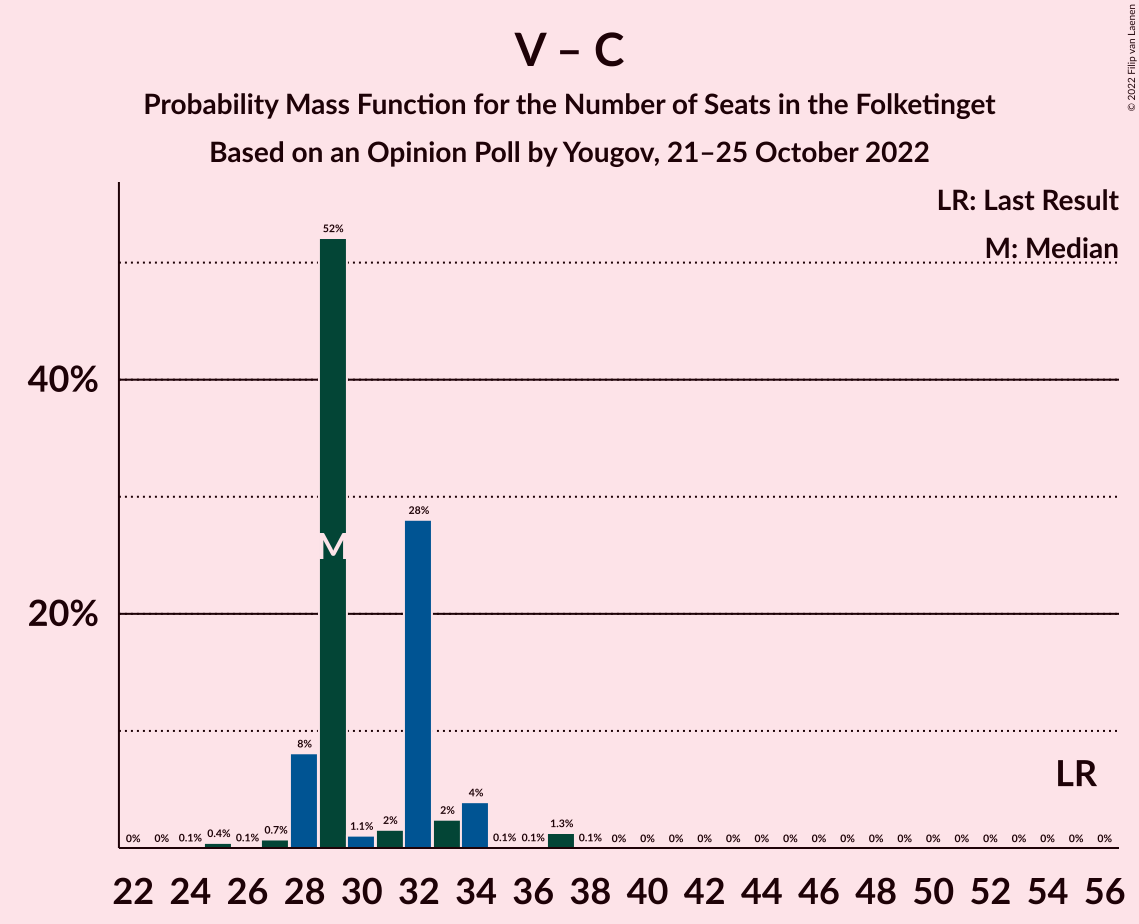 V – C
Probability Mass Function for the Number of Seats in the Folketinget
Based on an Opinion Poll by Yougov, 21–25 October 2022
© 2022 Filip van Laenen
LR: Last Result
M: Median
40%
20%
0% 0% 0.1% 0.4% 0.1% 0.7% 8% 52% 1.1% 2% 28% 2% 4% 0.1% 0.1% 1.3% 0.1% 0% 0% 0% 0% 0% 0% 0% 0% 0% 0% 0% 0% 0% 0% 0% 0% 0% 0%
M
LR
22 24 26 28 30 32 34 36 38 40 42 44 46 48 50 52 54 56